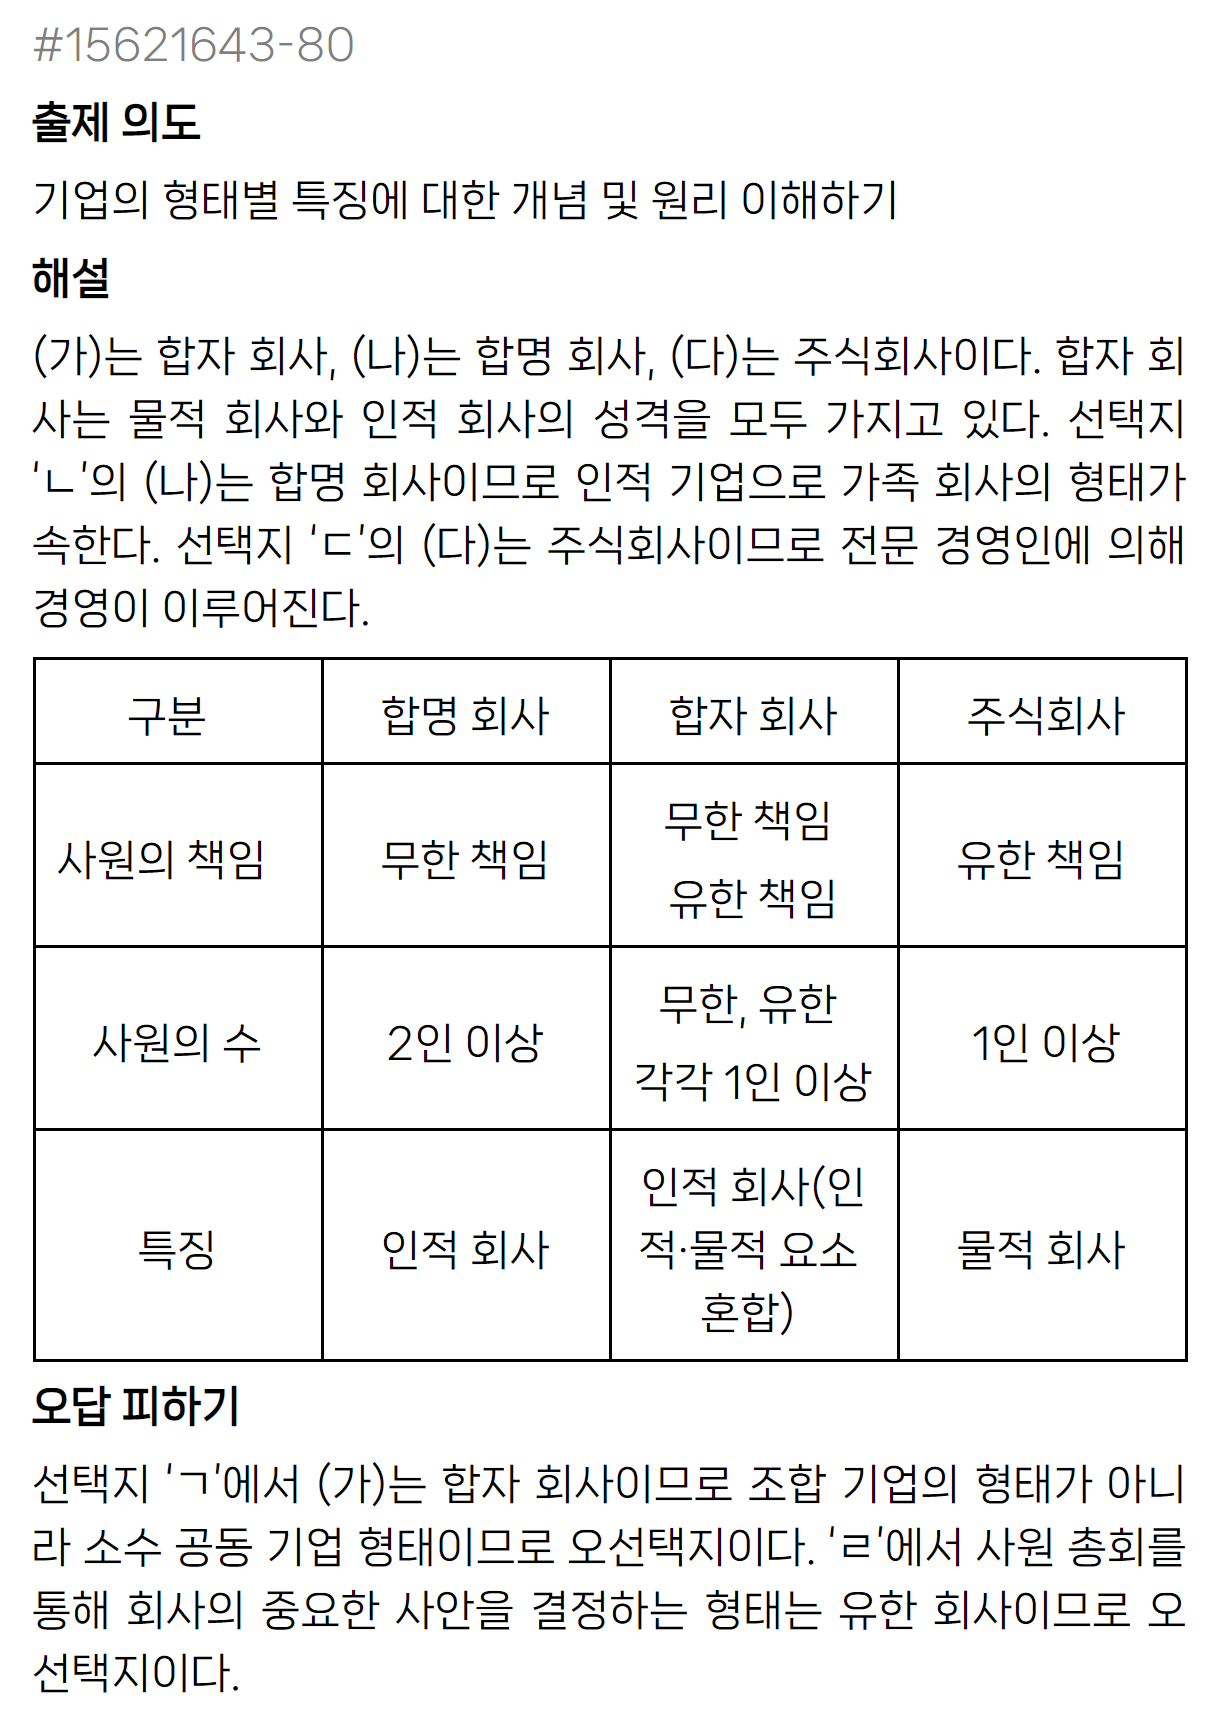 #15621643-80
출제 의도
기업의 형태별 특징에 대한 개념 및 원리 이해하기
해설
(가)는 합자 회사, (나)는 합명 회사, (다)는 주식회사이다. 합자 회
사는 물적 회사와 인적 회사의 성격을 모두 가지고 있다. 선택지
‘ㄴ’의 (나)는 합명 회사이므로 인적 기업으로 가족 회사의 형태가
속한다. 선택지 ‘ㄷ’의 (다)는 주식회사이므로 전문 경영인에 의해
경영이 이루어진다.
구분 합명 회사 합자 회사 주식회사
사원의 책임 무한 책임 무한 책임 유한 책임 유한 책임
사원의 수 2인 이상 무한, 유한 각각 1인 이상 1인 이상
특징 인적 회사 인적 회사(인적·물적 요소 혼합) 물적 회사
오답 피하기
선택지 ‘ㄱ’에서 (가)는 합자 회사이므로 조합 기업의 형태가 아니
라 소수 공동 기업 형태이므로 오선택지이다. ‘ㄹ’에서 사원 총회를
통해 회사의 중요한 사안을 결정하는 형태는 유한 회사이므로 오
선택지이다.